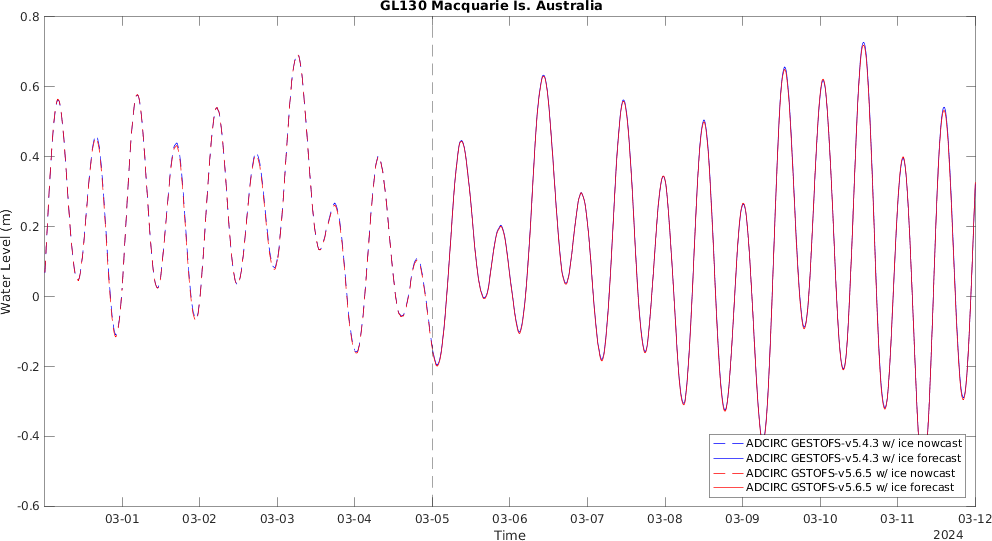 GL130 Macquarie Is. Australia
0.8
0.6
0.4
0.2
0
-0.2
-0.4
-0.6
Water Level (m)
ADCIRC GESTOFS-v5.4.3 w/ ice nowcast
ADCIRC GESTOFS-v5.4.3 w/ ice forecast
ADCIRC GSTOFS-v5.6.5 w/ ice nowcast
ADCIRC GSTOFS-v5.6.5 w/ ice forecast
03-01 03-02 03-03 03-04 03-05 03-06 03-07 03-08 03-09 03-10 03-11 03-12
Time
2024